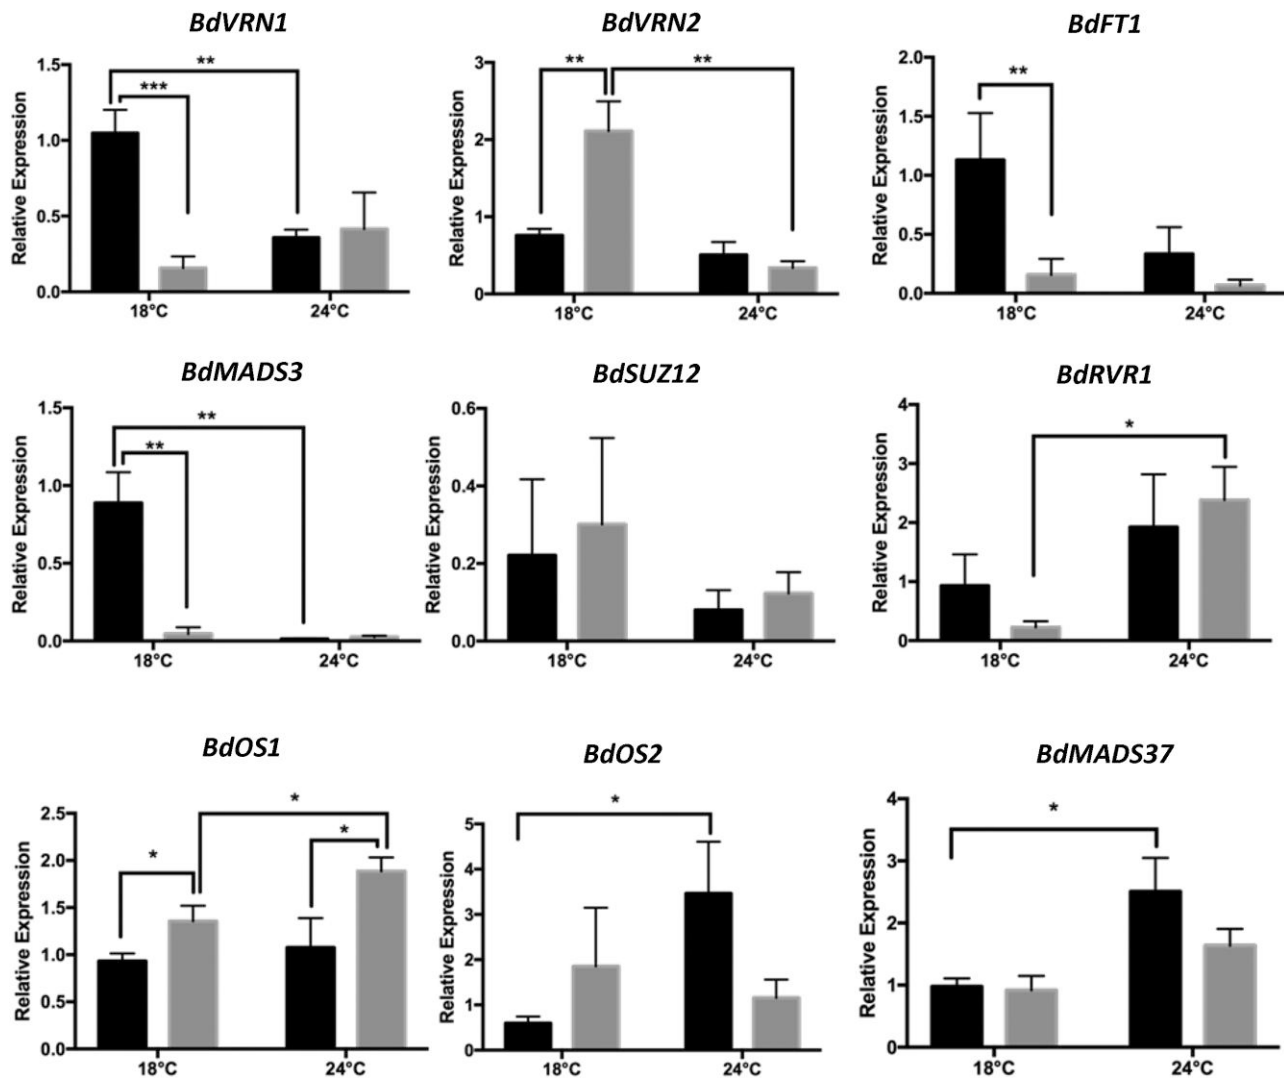 BdVRN1 BdVRN2 BdFT1
Relative Expression
1.5
1.0
0.5
0.0
***
**
18°C 24°C
Relative Expression
3
2
1
0
** **
18°C 24°C
Relative Expression
2.0
1.5
1.0
0.5
0.0
**
18°C 24°C
BdMADS3 BdSUZ12 BdRVR1
Relative Expression
1.5
1.0
0.5
0.0
**
**
18°C 24°C
Relative Expression
0.6
0.4
0.2
0.0
18°C 24°C
Relative Expression
4
3
2
1
0
*
18°C 24°C
BdOS1 BdOS2 BdMADS37
Relative Expression
2.5
2.0
1.5
1.0
0.5
0.0
*
*
*
18°C 24°C
Relative Expression
5
4
3
2
1
0
*
18°C 24°C
Relative Expression
4
3
2
1
0
*
18°C 24°C